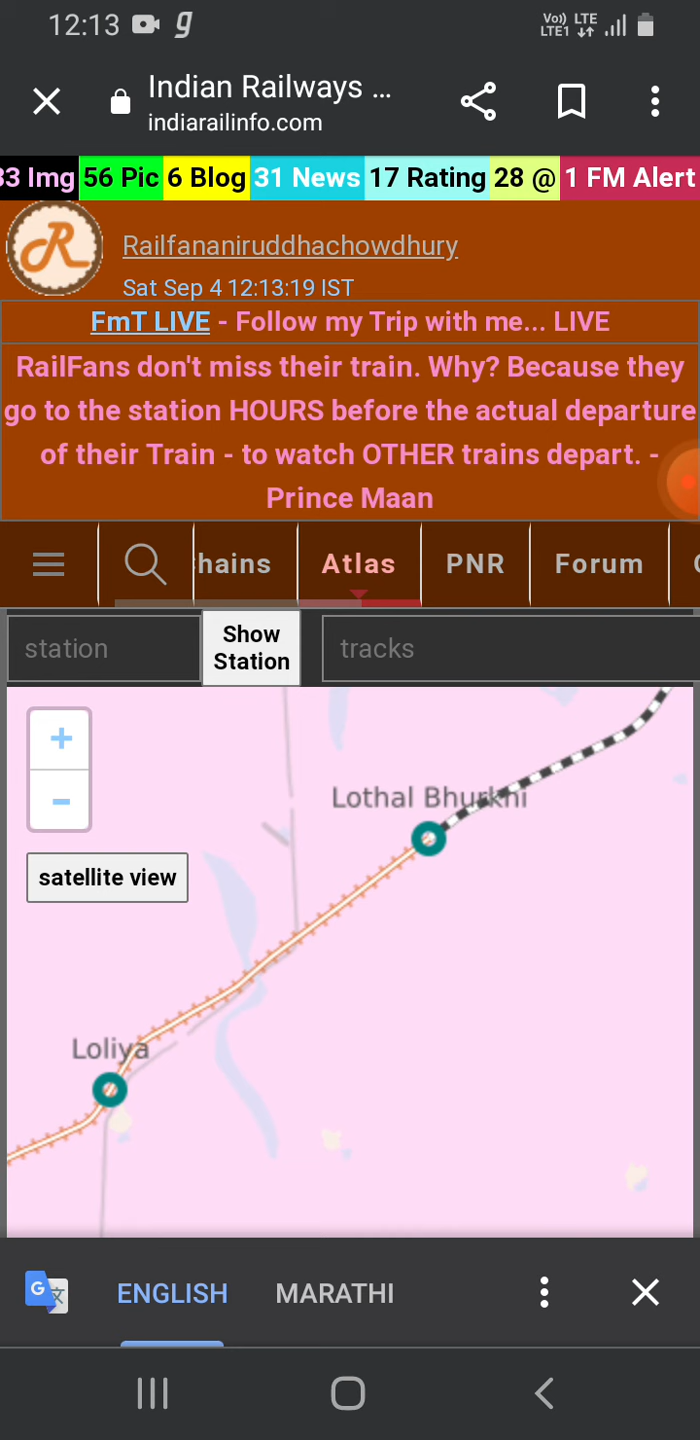 12:13
Vo)) LTE
LTE1
Indian Railways ...
indiarailinfo.com
33 Img 56 Pic 6 Blog 31 News 17 Rating 28 @ 1 FM Alert
R
Railfananiruddhachowdhury
Sat Sep 4 12:13:19 IST
FmT LIVE - Follow my Trip with me... LIVE
RailFans don't miss their train. Why? Because they
go to the station HOURS before the actual departure
of their Train - to watch OTHER trains depart. -
Prince Maan
hains Atlas PNR Forum
station Show Station tracks
+
−
Lothal Bhurkhi
satellite view
Loliya
G 文 ENGLISH MARATHI